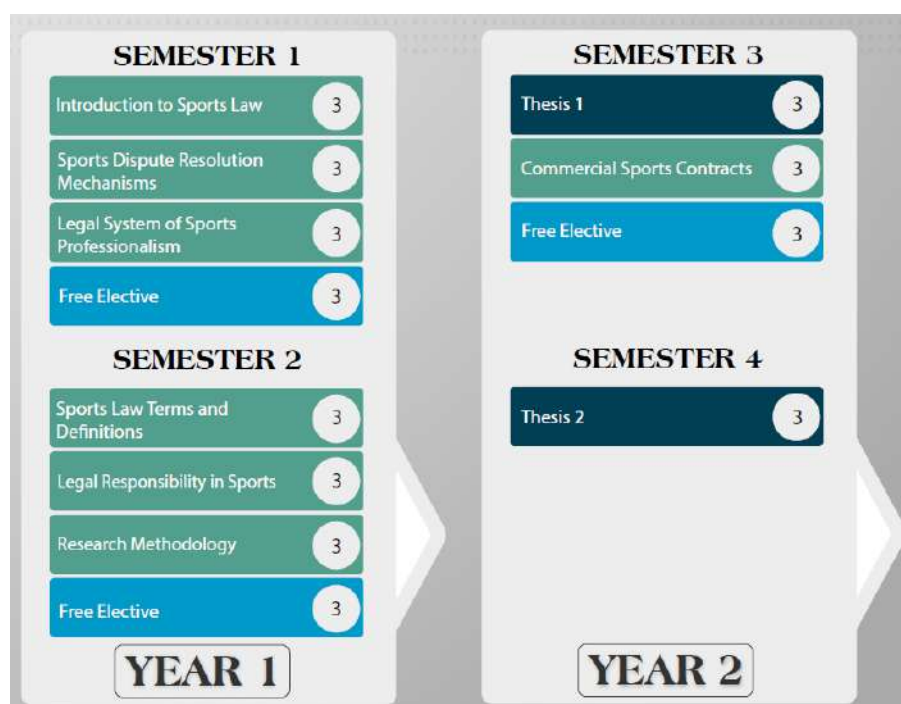 SEMESTER 1
Introduction to Sports Law 3
Sports Dispute Resolution
Mechanisms 3
Legal System of Sports
Professionalism 3
Free Elective 3
SEMESTER 2
Sports Law Terms and
Definitions 3
Legal Responsibility in Sports 3
Research Methodology 3
Free Elective 3
YEAR 1
SEMESTER 3
Thesis 1 3
Commercial Sports Contracts 3
Free Elective 3
SEMESTER 4
Thesis 2 3
YEAR 2